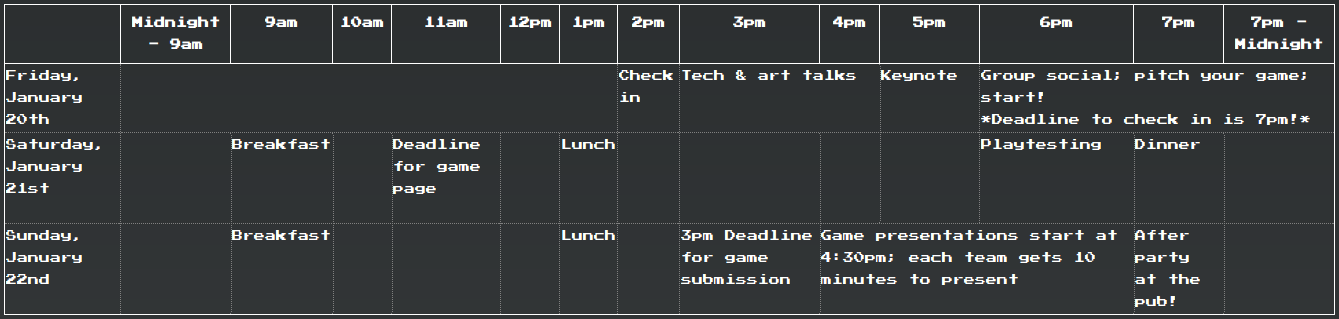 Midnight - 9am 9am 10am 11am 12pm 1pm 2pm 3pm 4pm 5pm 6pm 7pm 7pm - Midnight
Friday, January 20th
Check in
Tech & art talks
Keynote
Group social; pitch your game;
start!
*Deadline to check in is 7pm!*
Saturday, January 21st
Breakfast
Deadline
for game
page
Lunch
Playtesting
Dinner
Sunday, January 22nd
Breakfast
Lunch
3pm Deadline
for game
submission
Game presentations start at
4:30pm; each team gets 10
minutes to present
After
party
at the
pub!